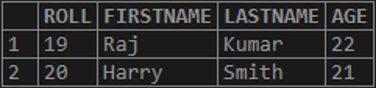 ROLL FIRSTNAME LASTNAME AGE
1 19 Raj Kumar 22
2 20 Harry Smith 21